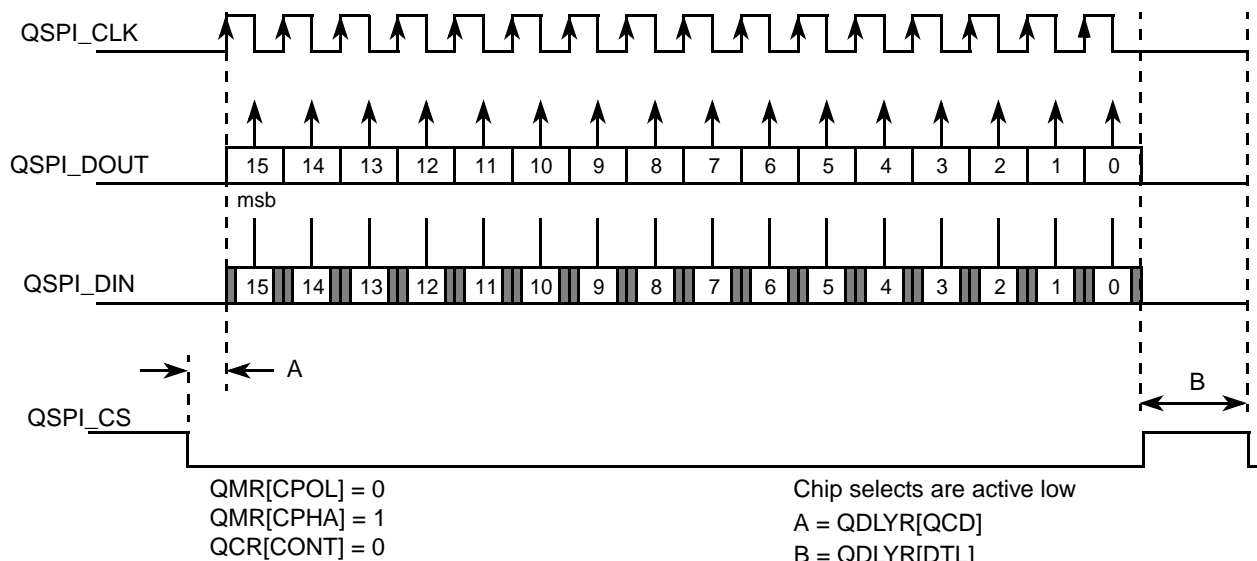 QSPI_CLK
QSPI_DOUT
15 14 13 12 11 10 9 8 7 6 5 4 3 2 1 0
msb
QSPI_DIN
15 14 13 12 11 10 9 8 7 6 5 4 3 2 1 0
A
B
QSPI_CS
QMR[CPOL] = 0
QMR[CPHA] = 1
QCR[CONT] = 0
Chip selects are active low
A = QDLYR[QCD]
B = QDLYR[DTL]